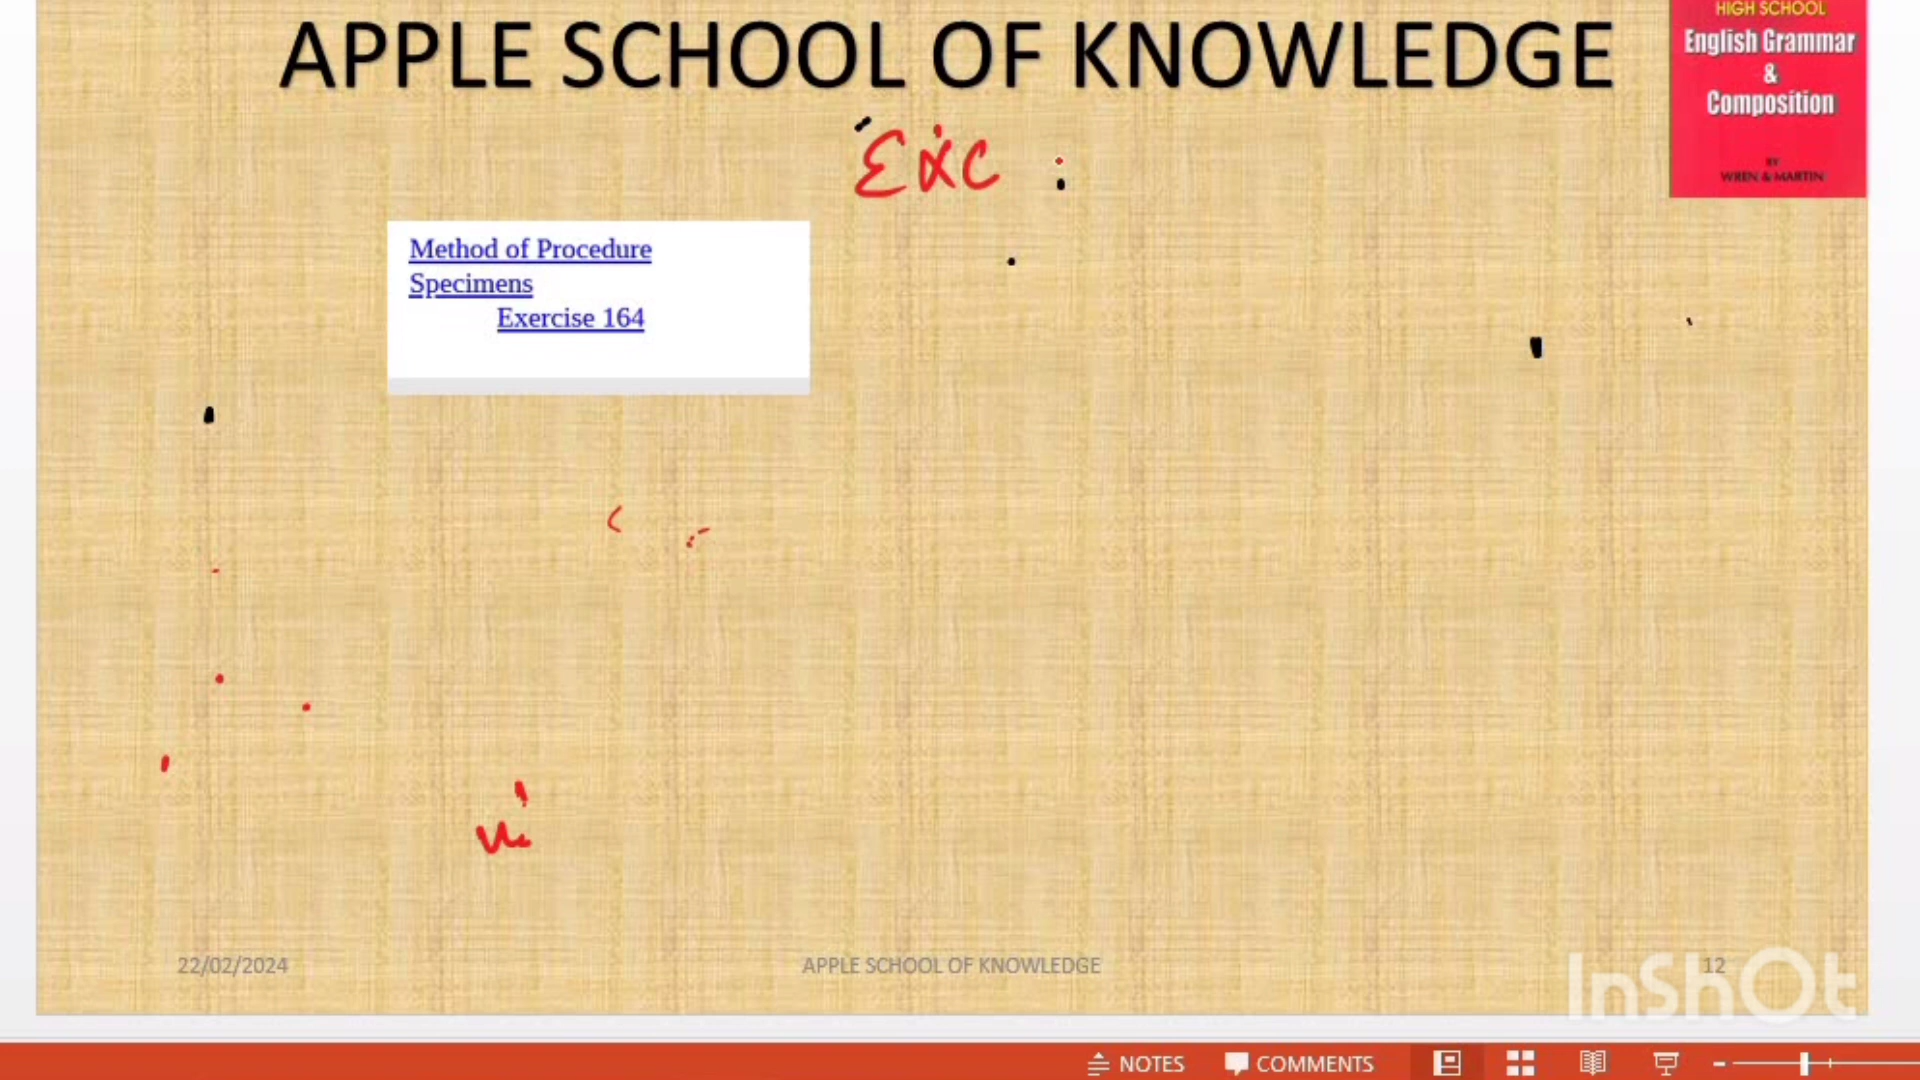 APPLE SCHOOL OF KNOWLEDGE
HIGH SCHOOL
English Grammar
&
Composition
BY
WREN & MARTIN
Exc :
Method of Procedure
Specimens
Exercise 164
22/02/2024
APPLE SCHOOL OF KNOWLEDGE
12
InShOt
NOTES
COMMENTS